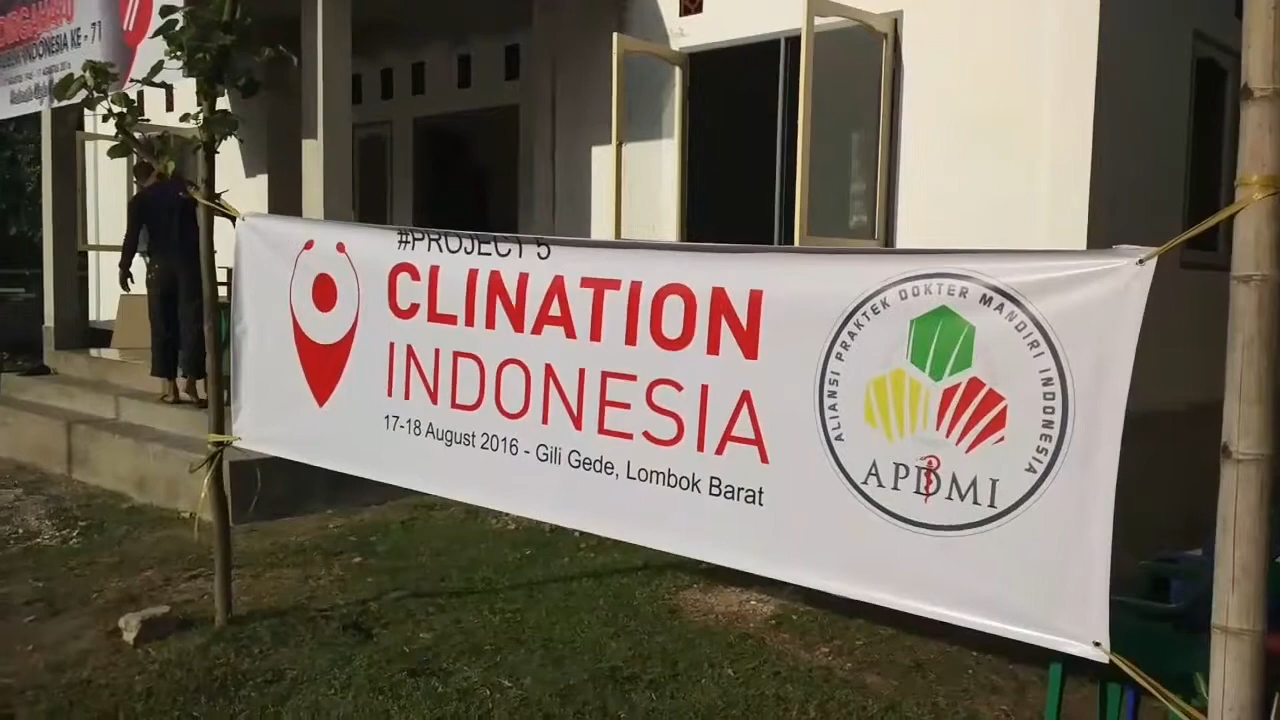 INDONESIA KE - 71
#PROJECT 5
CLINATION
INDONESIA
17-18 August 2016 - Gili Gede, Lombok Barat
ALIANSI PRAKTEK DOKTER MANDIRI INDONESIA
APDMI